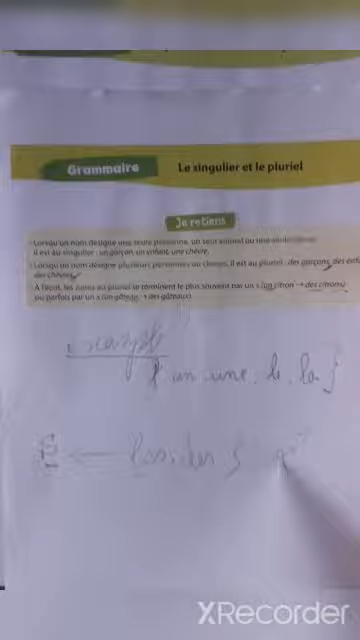 Grammaire
Le singulier et le pluriel
Je retiens
Lorsqu'un nom désigne une seule personne, un seul animal ou une seule chose,
il est au singulier : un garçon, un enfant, une chèvre.
Lorsqu'un nom désigne plusieurs personnes ou choses, il est au pluriel : des garçons, des
des chèvres.
À l'écrit, les noms au pluriel se terminent le plus souvent par un s (un citron → des citrons)
ou parfois par un x (un gâteau → des gâteaux)
un une le la
S ← les des
XRecorder